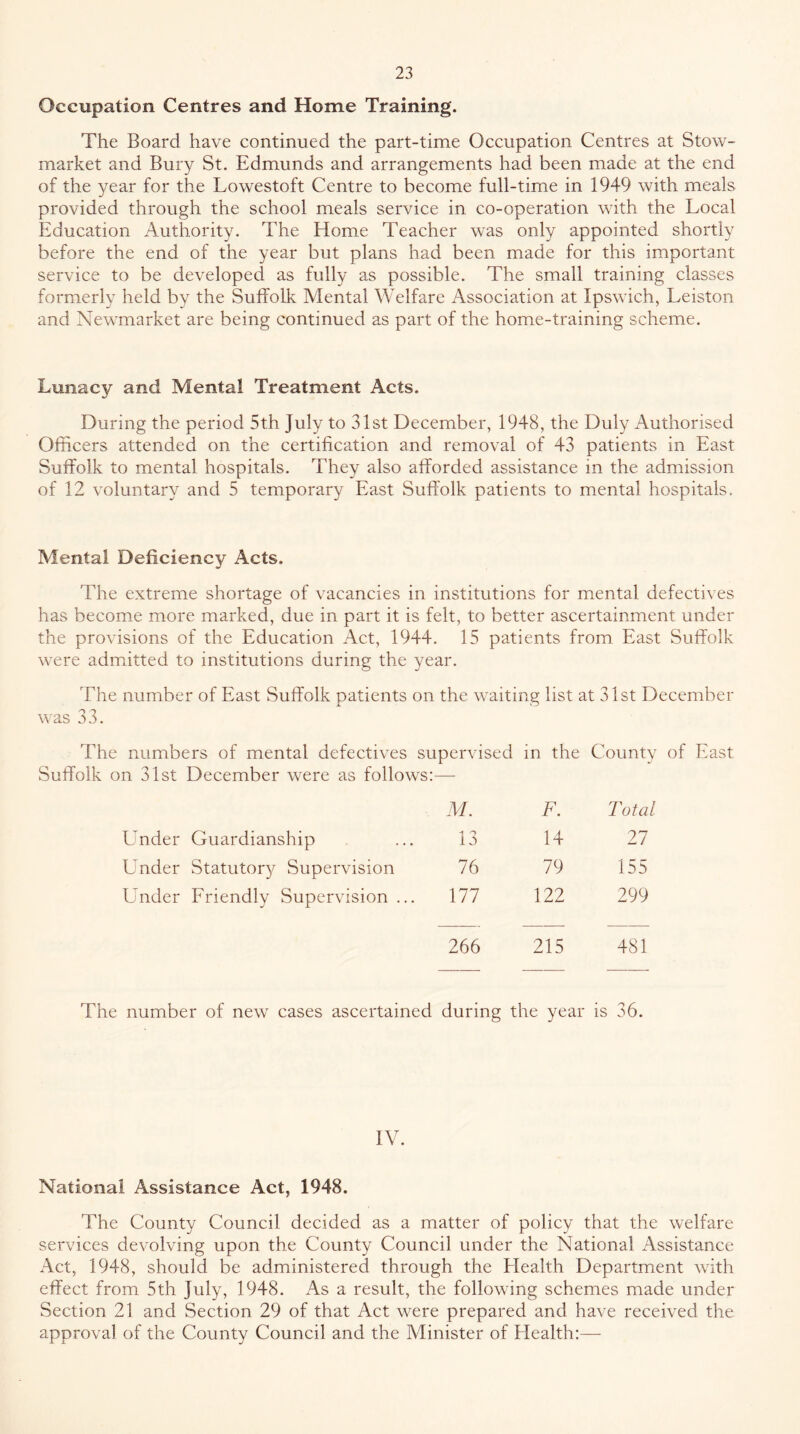 23
Occupation Centres and Home Training.
The Board have continued the part-time Occupation Centres at Stow-
market and Bury St. Edmunds and arrangements had been made at the end
of the year for the Lowestoft Centre to become full-time in 1949 with meals
provided through the school meals service in co-operation with the Local
Education Authority. The Home Teacher was only appointed shortly
before the end of the year but plans had been made for this important
service to be developed as fully as possible. The small training classes
formerly held by the Suffolk Mental Welfare Association at Ipswich, Leiston
and Newmarket are being continued as part of the home-training scheme.
Lunacy and Mental Treatment Acts.
During the period 5th July to 31st December, 1948, the Duly Authorised
Officers attended on the certification and removal of 43 patients in East
Suffolk to mental hospitals. They also afforded assistance in the admission
of 12 voluntary and 5 temporary East Suffolk patients to mental hospitals.
Mental Deficiency Acts.
The extreme shortage of vacancies in institutions for mental defectives
has become more marked, due in part it is felt, to better ascertainment under
the provisions of the Education Act, 1944. 15 patients from East Suffolk
were admitted to institutions during the year.
The number of East Suffolk patients on the waiting list at 31st December
was 33.
The numbers of mental defectives supervised in the County of East
Suffolk on 31st December were as follows:—
M. F. Total
Under Guardianship ... 13 14 27
Under Statutory Supervision 76 79 155
Under Friendly Supervision ... 177 122 299
266 215 481
The number of new cases ascertained during the year is 36.
IV.
National Assistance Act, 1948.
The County Council decided as a matter of policy that the welfare
services devolving upon the County Council under the National Assistance
Act, 1948, should be administered through the Health Department with
effect from 5th July, 1948. As a result, the following schemes made under
Section 21 and Section 29 of that Act were prepared and have received the
approval of the County Council and the Minister of Health:—